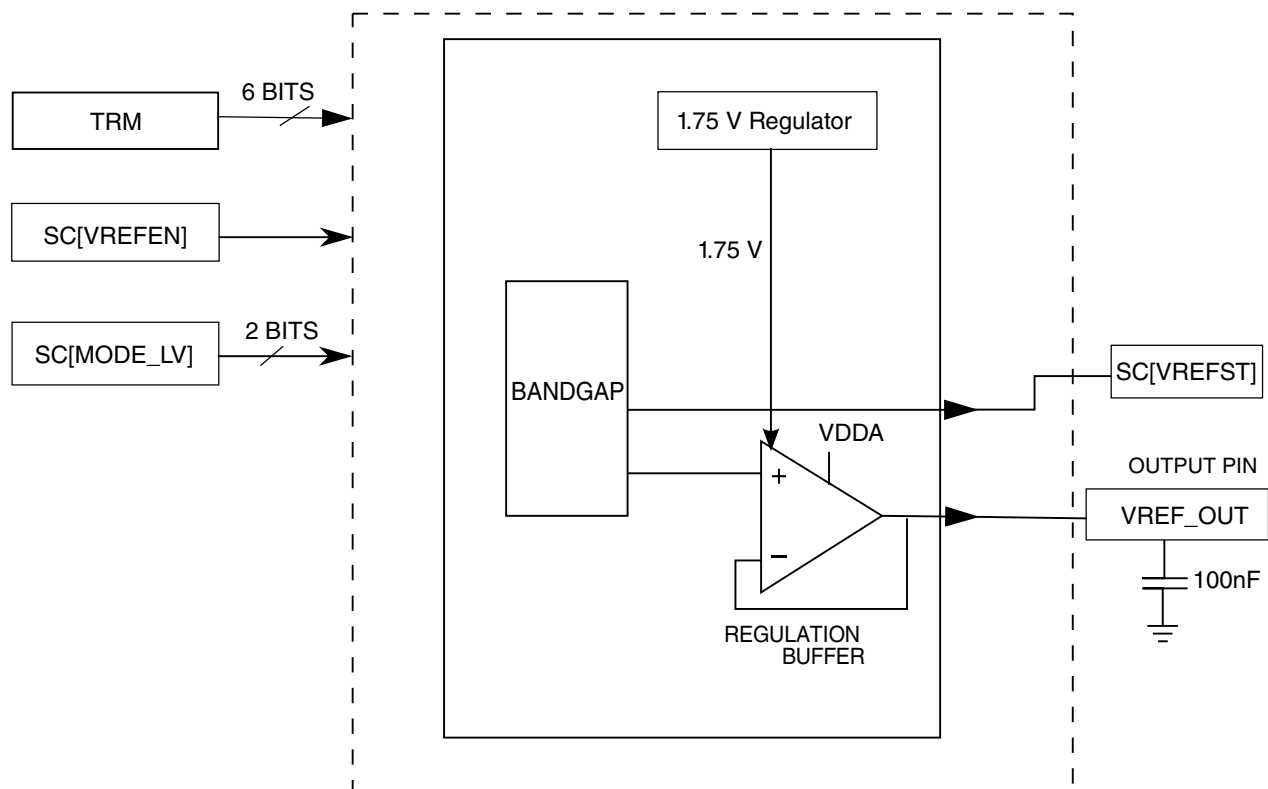 6 BITS
TRM
1.75 V Regulator
SC[VREFEN]
1.75 V
2 BITS
SC[MODE_LV]
BANDGAP
SC[VREFST]
VDDA
OUTPUT PIN
+
VREF_OUT
−
100nF
REGULATION
BUFFER